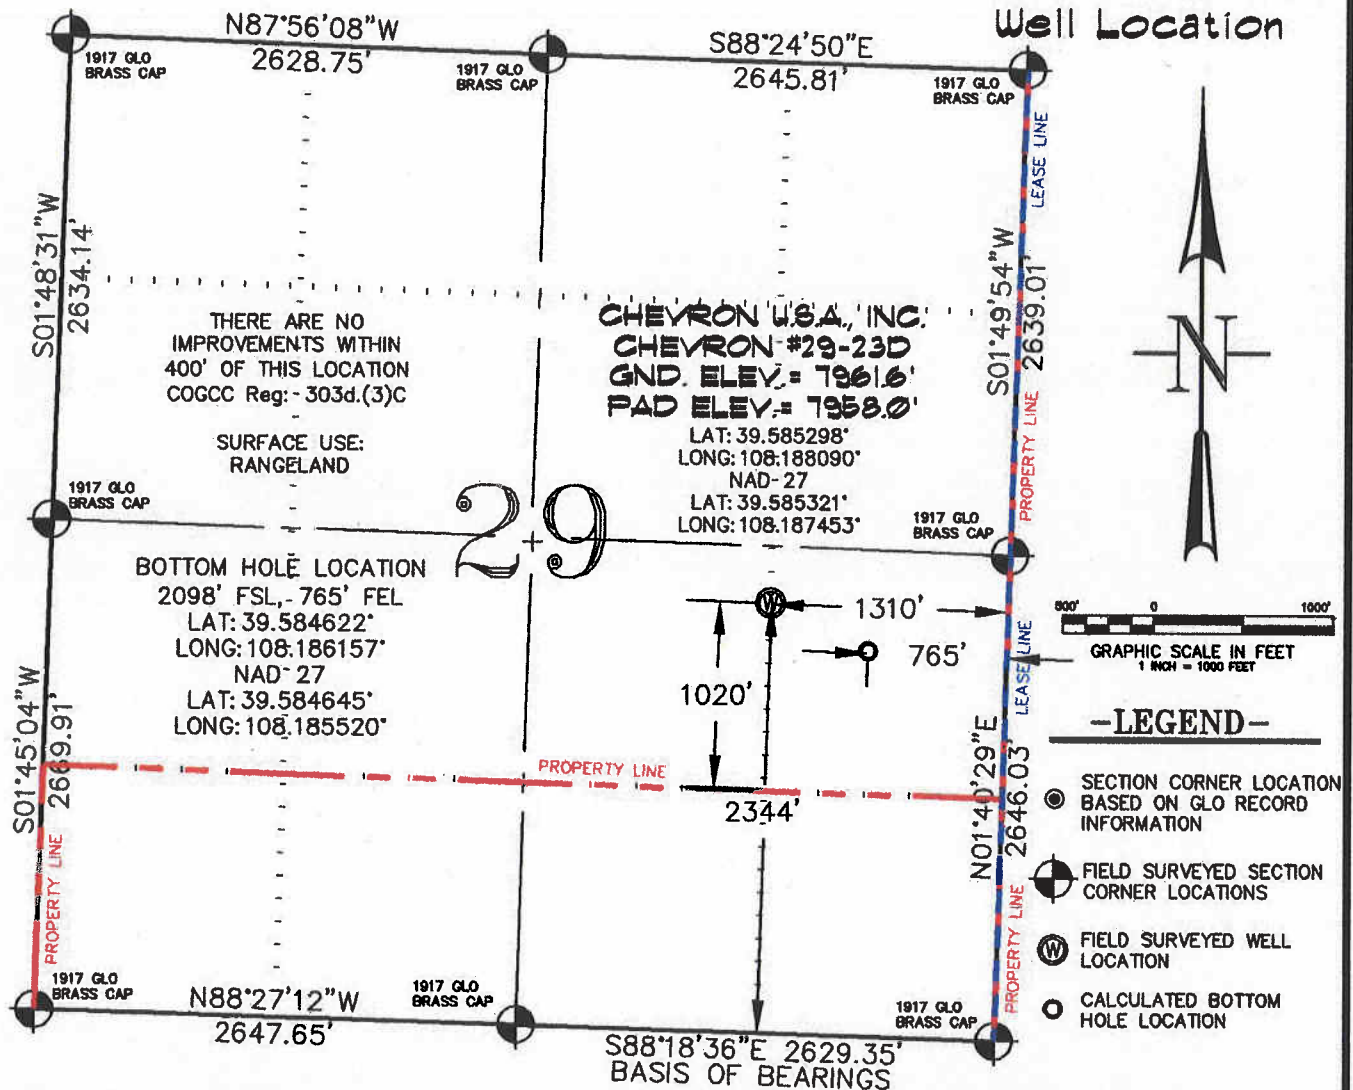 Well Location
N87°56'08"W
2628.75'
S88°24'50"E
2645.81'
1917 GLO
BRASS CAP
1917 GLO
BRASS CAP
1917 GLO
BRASS CAP
LEASE LINE
S01°48'31"W
2634.14'
S01°49'54"W
2639.01'
PROPERTY LINE
THERE ARE NO
IMPROVEMENTS WITHIN
400' OF THIS LOCATION
COGCC Reg: 303d.(3)C
SURFACE USE:
RANGELAND
CHEVRON U.S.A., INC.
CHEVRON #29-23D
GND. ELEV.= 7961.6'
PAD ELEV.= 7958.0'
LAT: 39.585298°
LONG: 108.188090°
NAD-27
LAT: 39.585321°
LONG: 108.187453°
N
1917 GLO
BRASS CAP
29
1917 GLO
BRASS CAP
BOTTOM HOLE LOCATION
2098' FSL, 765' FEL
LAT: 39.584622°
LONG: 108.186157°
NAD-27
LAT: 39.584645°
LONG: 108.185520°
W
1310'
765'
1020'
2344'
LEASE LINE
S01°45'04"W
2669.91'
PROPERTY LINE
N01°40'29"E
2646.03'
PROPERTY LINE
PROPERTY LINE
800' 0 1000'
GRAPHIC SCALE IN FEET
1 INCH = 1000 FEET
-LEGEND-
SECTION CORNER LOCATION
BASED ON GLO RECORD
INFORMATION
FIELD SURVEYED SECTION
CORNER LOCATIONS
W FIELD SURVEYED WELL
LOCATION
CALCULATED BOTTOM
HOLE LOCATION
1917 GLO
BRASS CAP
N88°27'12"W
2647.65'
1917 GLO
BRASS CAP
1917 GLO
BRASS CAP
S88°18'36"E 2629.35'
BASIS OF BEARINGS